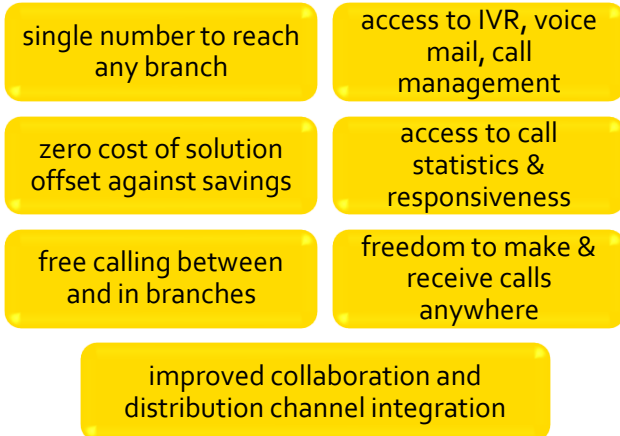 single number to reach
any branch
access to IVR, voice
mail, call
management
zero cost of solution
offset against savings
access to call
statistics &
responsiveness
free calling between
and in branches
freedom to make &
receive calls
anywhere
improved collaboration and
distribution channel integration